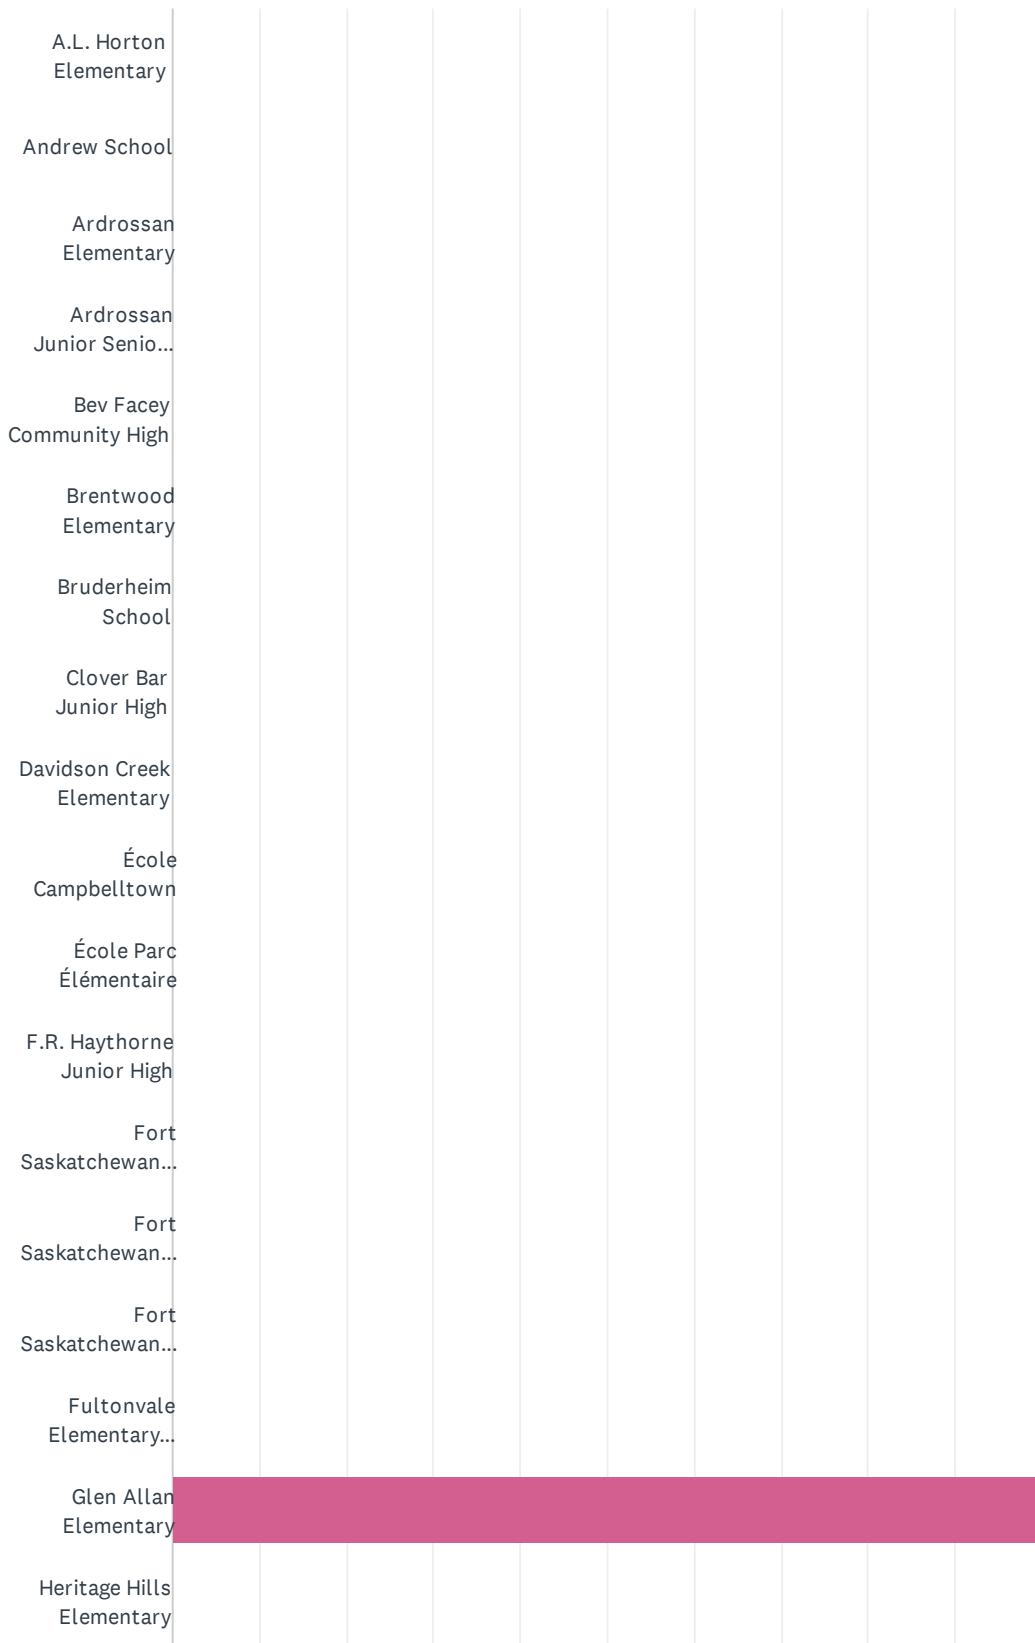 A.L. Horton
Elementary
Andrew School
Ardrossan
Elementary
Ardrossan
Junior Senio...
Bev Facey
Community High
Brentwood
Elementary
Bruderheim
School
Clover Bar
Junior High
Davidson Creek
Elementary
École
Campbelltown
École Parc
Élémentaire
F.R. Haythorne
Junior High
Fort
Saskatchewan...
Fort
Saskatchewan...
Fort
Saskatchewan...
Fultonvale
Elementary...
Glen Allan
Elementary
Heritage Hills
Elementary